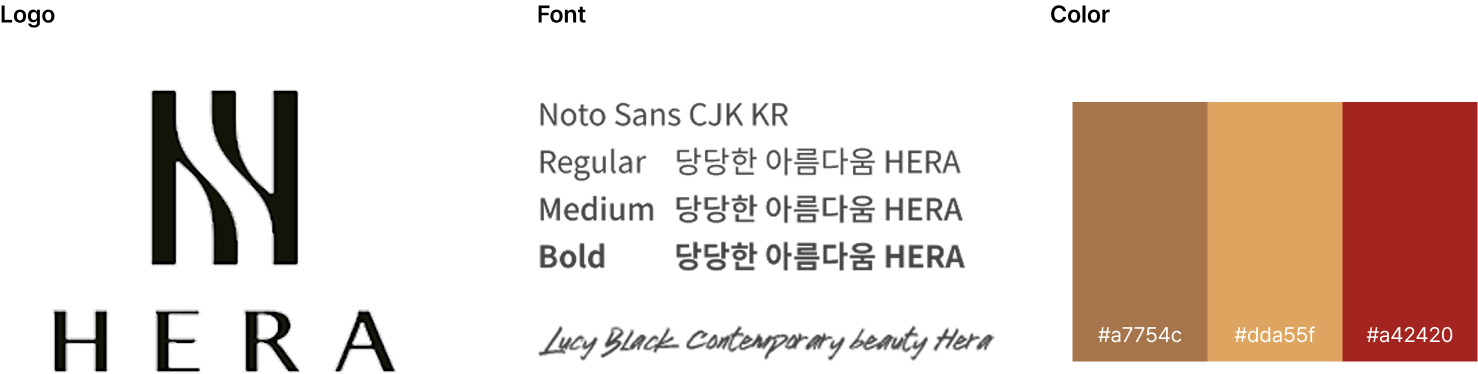 Logo
HERA
Font
Noto Sans CJK KR
Regular 당당한 아름다움 HERA
Medium 당당한 아름다움 HERA
Bold 당당한 아름다움 HERA
Lucy Black Contemporary beauty Hera
Color
#a7754c #dda55f #a42420